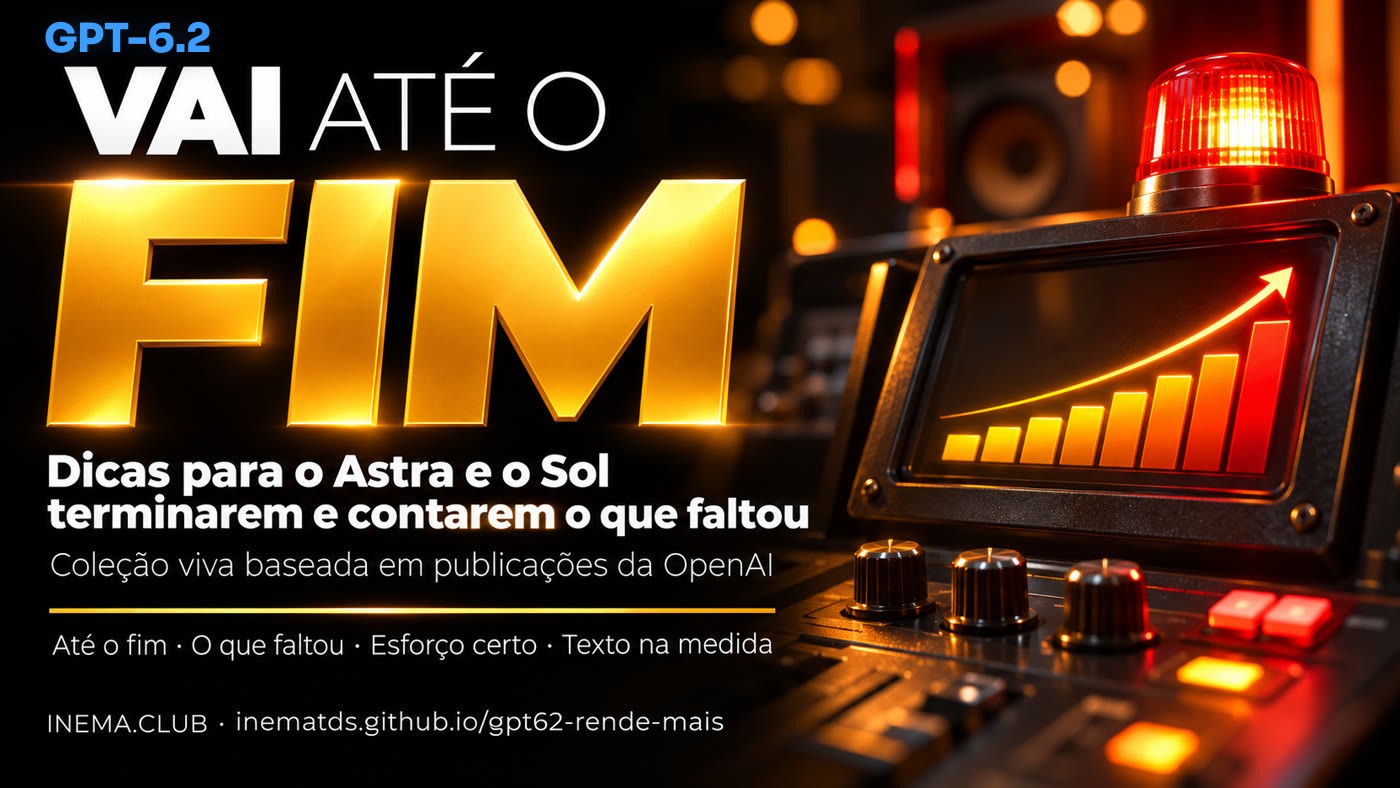 GPT-6.2
VAI ATÉ O
FIM
Dicas para o Astra e o Sol
terminarem e contarem o que faltou
Coleção viva baseada em publicações da OpenAI
Até o fim · O que faltou · Esforço certo · Texto na medida
INEMA.CLUB · inematds.github.io/gpt62-rende-mais